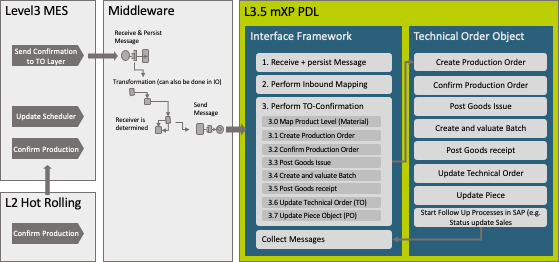 Level3 MES
Send Confirmation
to TO Layer
Update Scheduler
Confirm Production
L2 Hot Rolling
Confirm Production
Middleware
Receive & Persist
Message
Transformation (can also be done in IO)
Receiver is
determined
Send
Message
L3.5 mXP PDL
Interface Framework
1. Receive + persist Message
2. Perform Inbound Mapping
3. Perform TO-Confirmation
3.0 Map Product Level (Material)
3.1 Create Production Order
3.2 Confirm Production Order
3.3 Post Goods Issue
3.4 Create and valuate Batch
3.5 Post Goods receipt
3.6 Update Technical Order (TO)
3.7 Update Piece Object (PO)
Collect Messages
Technical Order Object
Create Production Order
Confirm Production Order
Post Goods Issue
Create and valuate Batch
Post Goods receipt
Update Technical Order
Update Piece
Start Follow Up Processes in SAP (e.g.
Status update Sales